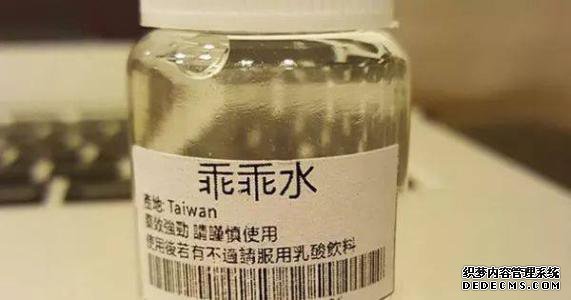 乖乖水
產地: Taiwan
藥效強勁 請謹慎使用
使用後若有不適請服用乳酸飲料
织梦内容管理系统
DEDECMS.COM